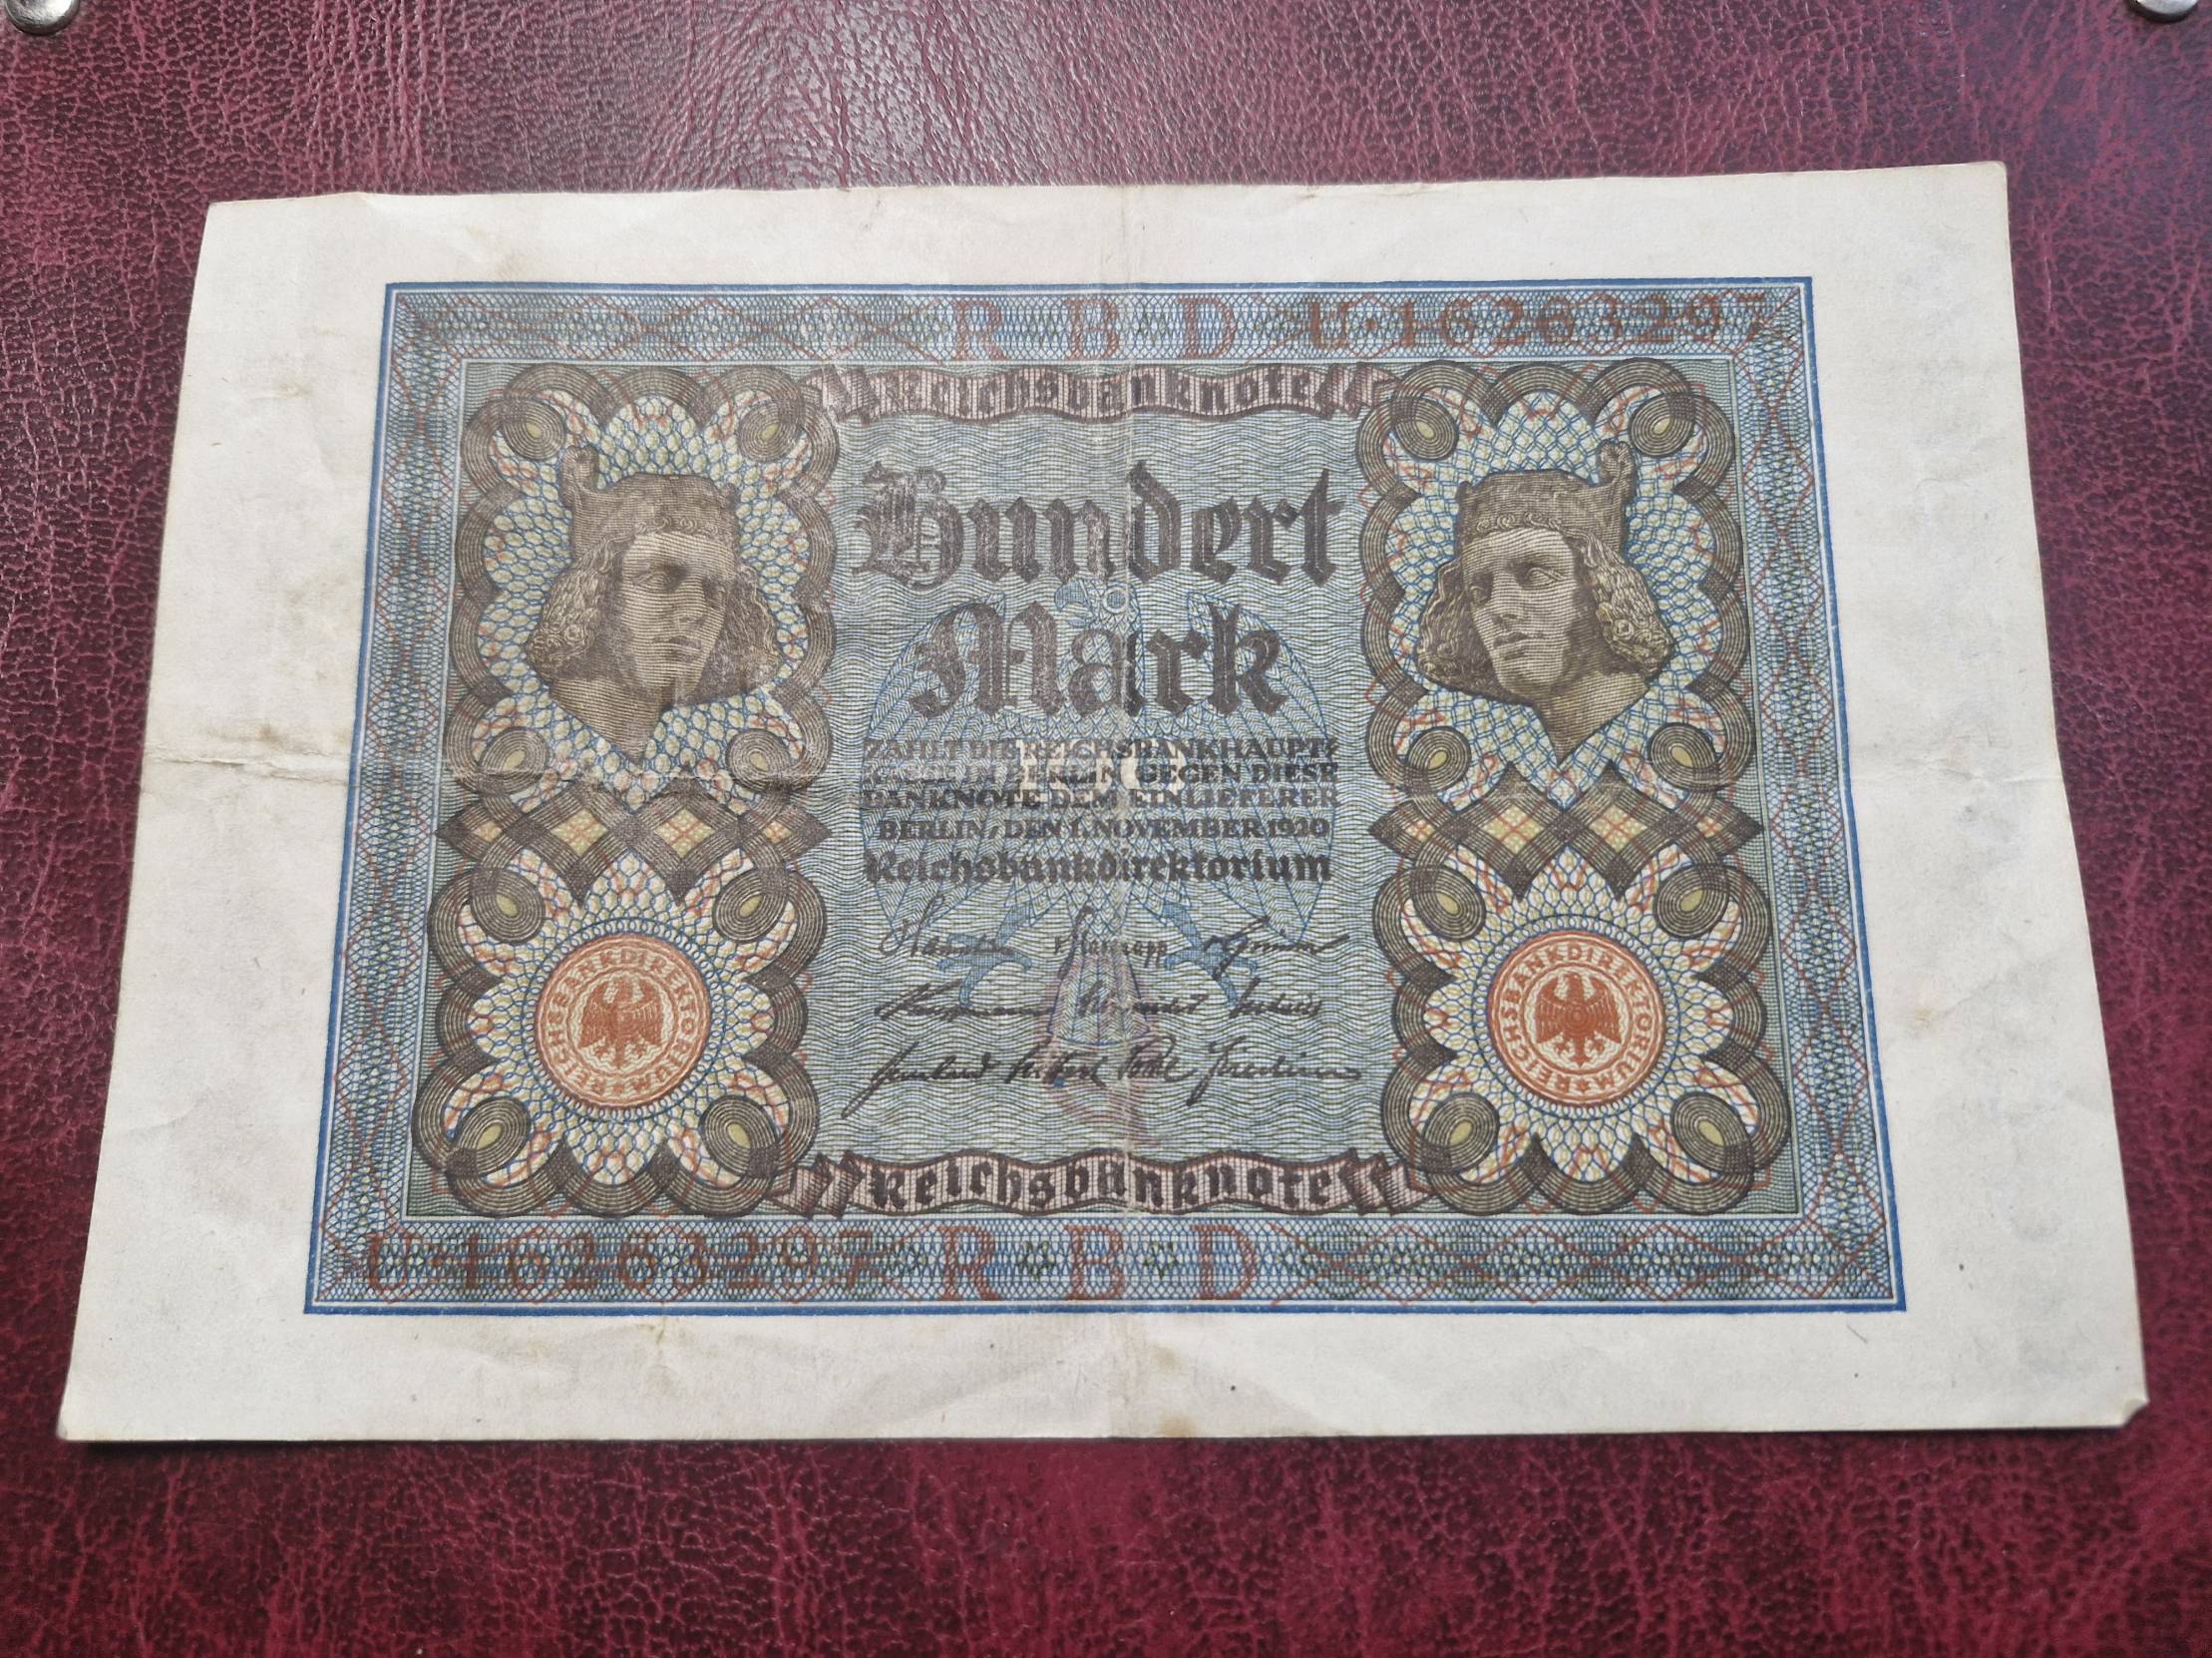 R B D U·16263297
Reichsbanknote
Hundert
Mark
ZAHLT DIE REICHSBANKHAUPT⸗
KASSE IN BERLIN GEGEN DIESE
BANKNOTE DEM EINLIEFERER
BERLIN, DEN 1. NOVEMBER 1920
Reichsbankdirektorium
REICHSBANKDIREKTORIUM
REICHSBANKDIREKTORIUM
Reichsbanknote
U·16263297 R·B·D